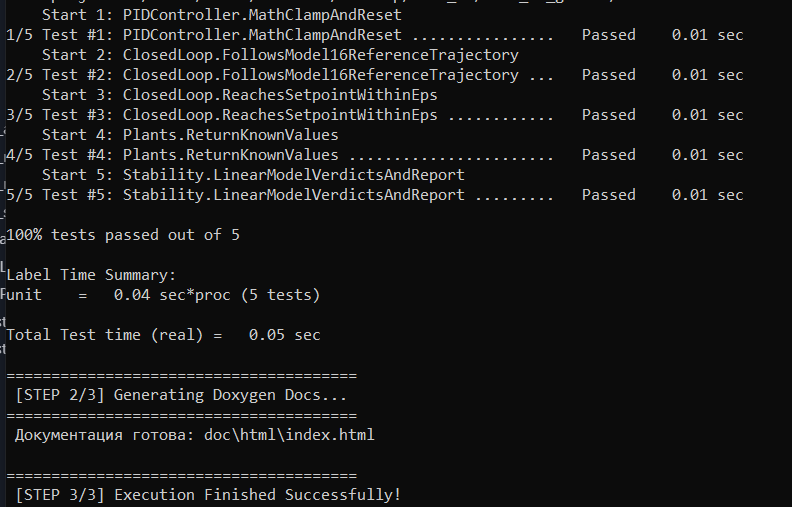 Start 1: PIDController.MathClampAndReset
1/5 Test #1: PIDController.MathClampAndReset ................   Passed    0.01 sec
Start 2: ClosedLoop.FollowsModel16ReferenceTrajectory
2/5 Test #2: ClosedLoop.FollowsModel16ReferenceTrajectory ...   Passed    0.01 sec
Start 3: ClosedLoop.ReachesSetpointWithinEps
3/5 Test #3: ClosedLoop.ReachesSetpointWithinEps ............   Passed    0.01 sec
Start 4: Plants.ReturnKnownValues
4/5 Test #4: Plants.ReturnKnownValues .......................   Passed    0.01 sec
Start 5: Stability.LinearModelVerdictsAndReport
5/5 Test #5: Stability.LinearModelVerdictsAndReport .........   Passed    0.01 sec
100% tests passed out of 5
Label Time Summary:
unit    =   0.04 sec*proc (5 tests)
Total Test time (real) =   0.05 sec
=======================================
[STEP 2/3] Generating Doxygen Docs...
=======================================
Документация готова: doc\html\index.html
=======================================
[STEP 3/3] Execution Finished Successfully!